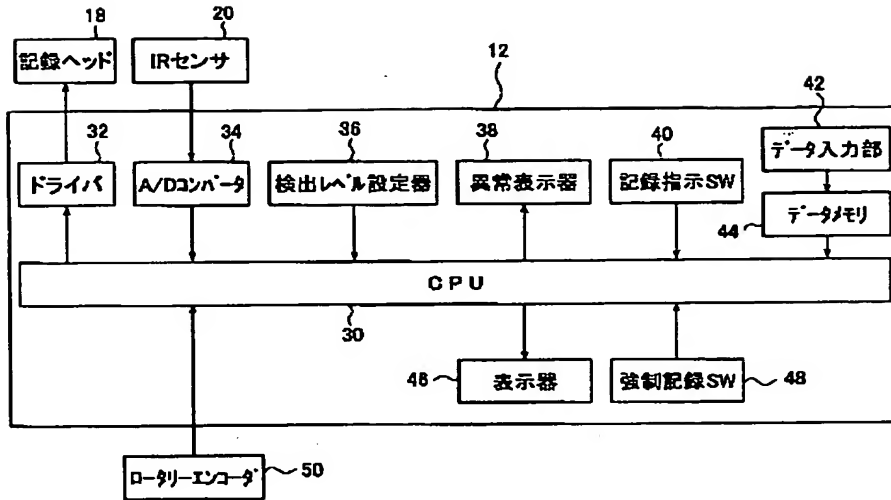 18
20
記録ヘッド
IRセンサ
12
32
34
36
38
40
42
ドライバ
A/Dコンバータ
検出レベル設定器
異常表示器
記録指示SW
データ入力部
44
データメモリ
CPU
30
46
表示器
強制記録SW
48
ロータリーエンコーダ
50